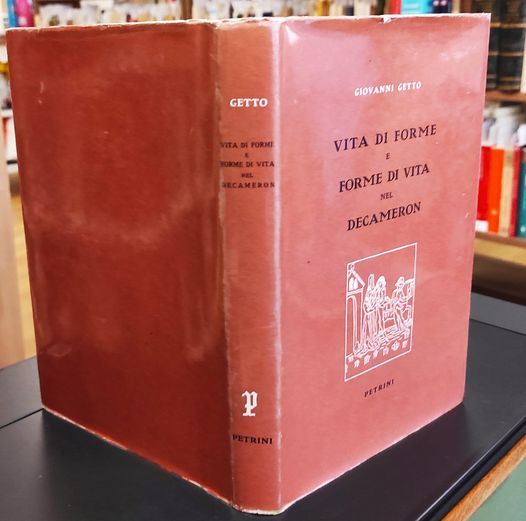 GETTO
VITA DI FORME
E
FORME DI VITA
NEL
DECAMERON
P
PETRINI
GIOVANNI GETTO
VITA DI FORME
E
FORME DI VITA
NEL
DECAMERON
PETRINI